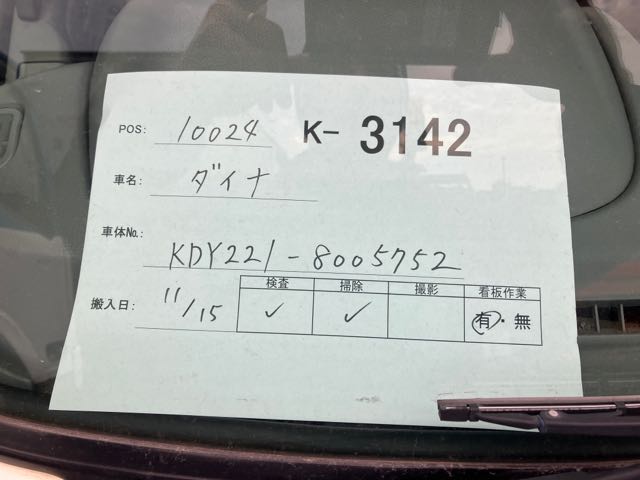 POS: 10024 K- 3142
車名: ダイナ
車体No.: KDY221-8005752
検査 掃除 撮影 看板作業
搬入日: 11/15 ✓ ✓ 有・無